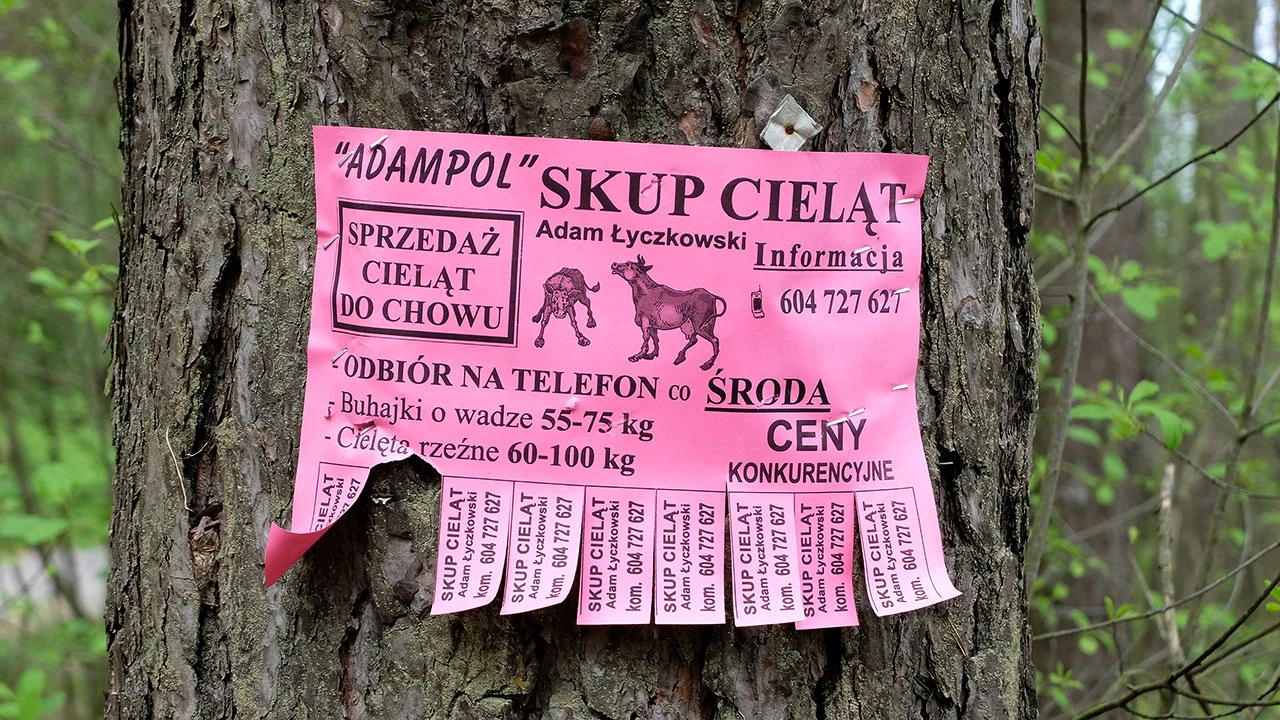 "ADAMPOL" SKUP CIELĄT
Adam Łyczkowski
SPRZEDAŻ
CIELĄT
DO CHOWU
Informacja
604 727 627
-ODBIÓR NA TELEFON co ŚRODA
- Buhajki o wadze 55-75 kg
- Cielęta rzeźne 60-100 kg
CENY
KONKURENCYJNE
CIELĄT
627
SKUP CIELĄT
Adam Łyczkowski
kom. 604 727 627
SKUP CIELĄT
Adam Łyczkowski
kom. 604 727 627
SKUP CIELĄT
Adam Łyczkowski
kom. 604 727 627
SKUP CIELĄT
Adam Łyczkowski
kom. 604 727 627
SKUP CIELĄT
Adam Łyczkowski
kom. 604 727 627
SKUP CIELĄT
Adam Łyczkowski
kom. 604 727 627
SKUP CIELĄT
Adam Łyczkowski
kom. 604 727 627